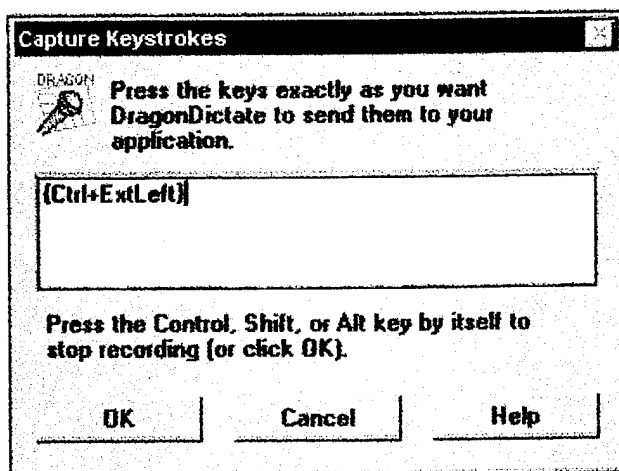 Capture Keystrokes
DRAGON
Press the keys exactly as you want
DragonDictate to send them to your
application.
{Ctrl+ExtLeft}
Press the Control, Shift, or Alt key by itself to
stop recording (or click OK).
OK Cancel Help